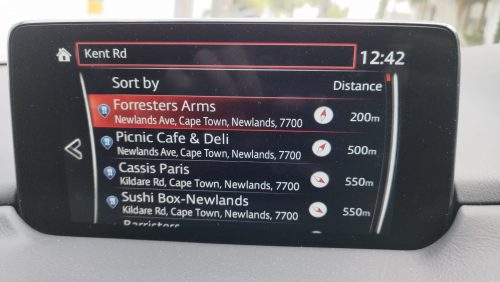 Kent Rd
12:42
Sort by Distance
Forresters Arms
Newlands Ave, Cape Town, Newlands, 7700 200m
Picnic Cafe & Deli
Newlands Ave, Cape Town, Newlands, 7700 500m
Cassis Paris
Kildare Rd, Cape Town, Newlands, 7700 550m
Sushi Box-Newlands
Kildare Rd, Cape Town, Newlands, 7700 550m
Barristers